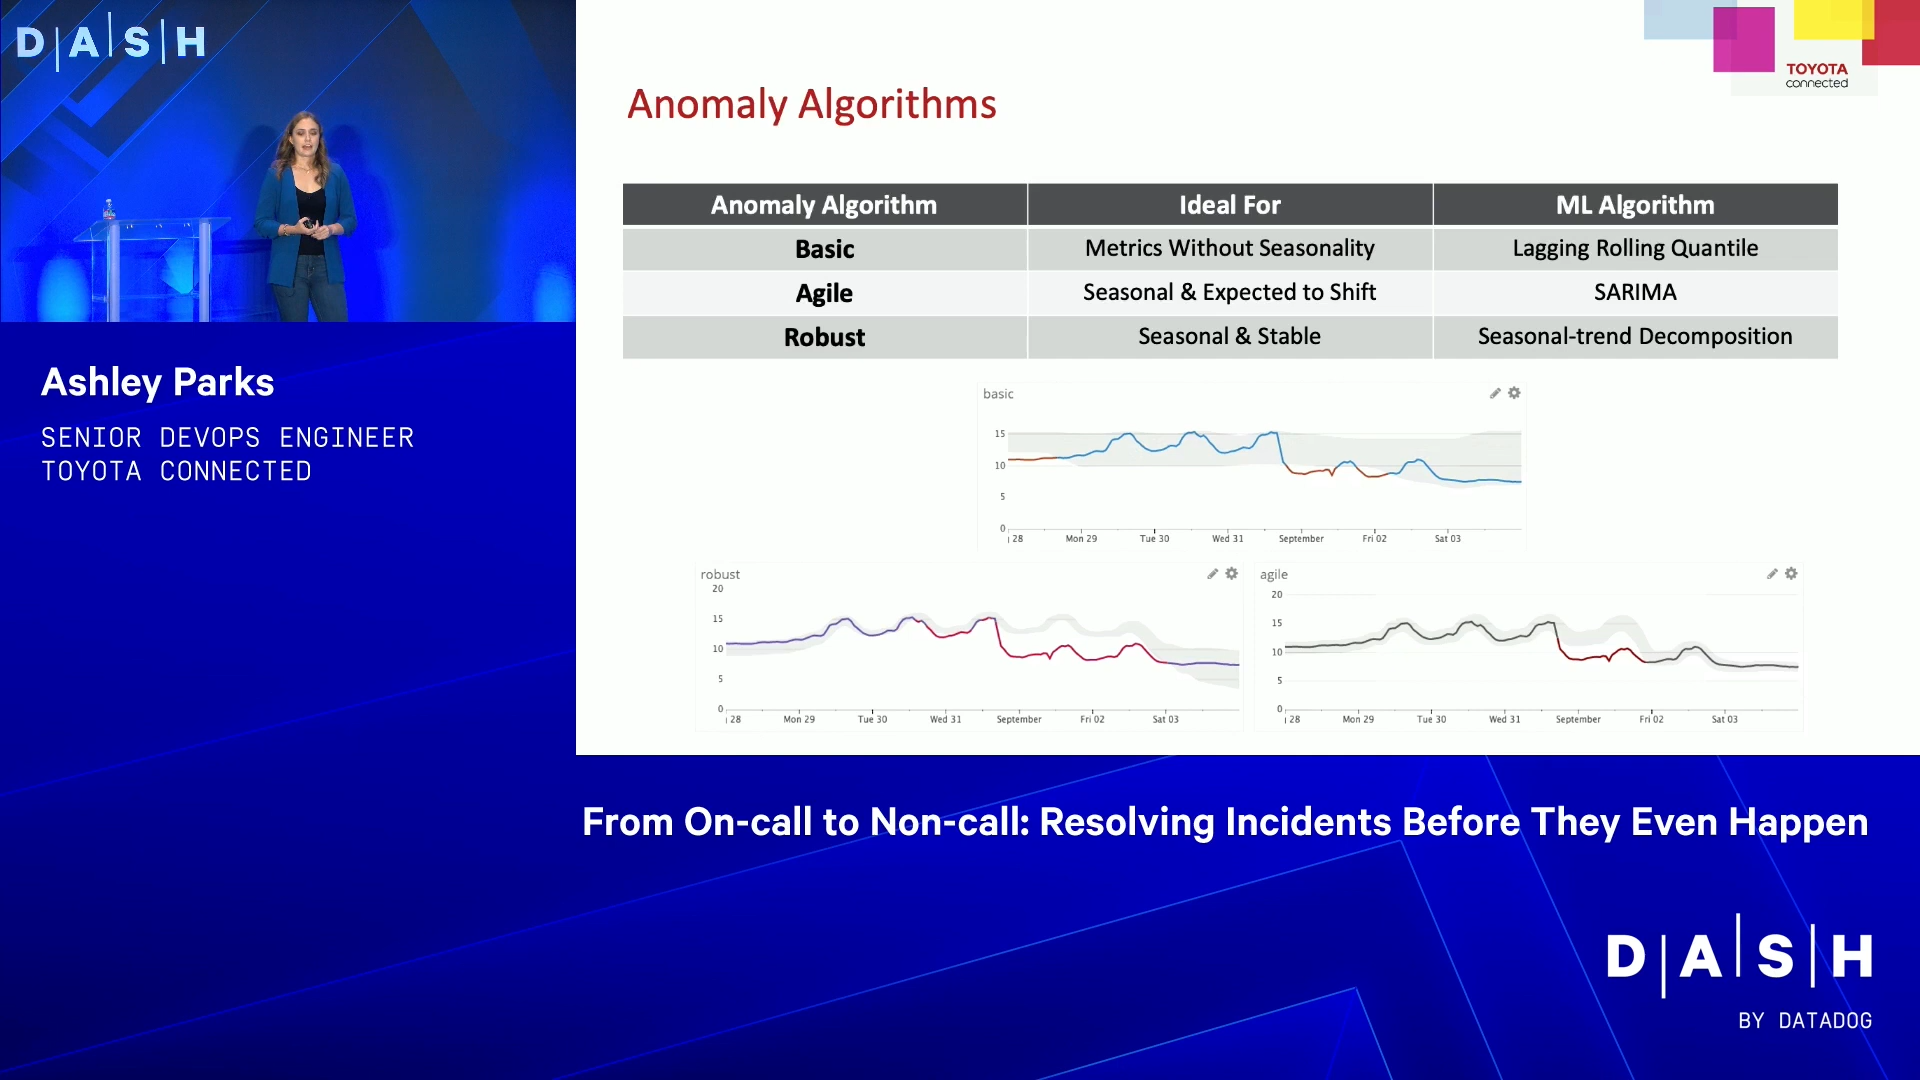 D|A|S|H
Ashley Parks
SENIOR DEVOPS ENGINEER
TOYOTA CONNECTED
TOYOTA
connected
Anomaly Algorithms
Anomaly Algorithm Ideal For ML Algorithm
Basic Metrics Without Seasonality Lagging Rolling Quantile
Agile Seasonal & Expected to Shift SARIMA
Robust Seasonal & Stable Seasonal-trend Decomposition
basic
15
10
5
0
28 Mon 29 Tue 30 Wed 31 September Fri 02 Sat 03
robust
20
15
10
5
0
28 Mon 29 Tue 30 Wed 31 September Fri 02 Sat 03
agile
20
15
10
5
0
28 Mon 29 Tue 30 Wed 31 September Fri 02 Sat 03
From On-call to Non-call: Resolving Incidents Before They Even Happen
D|A|S|H
BY DATADOG